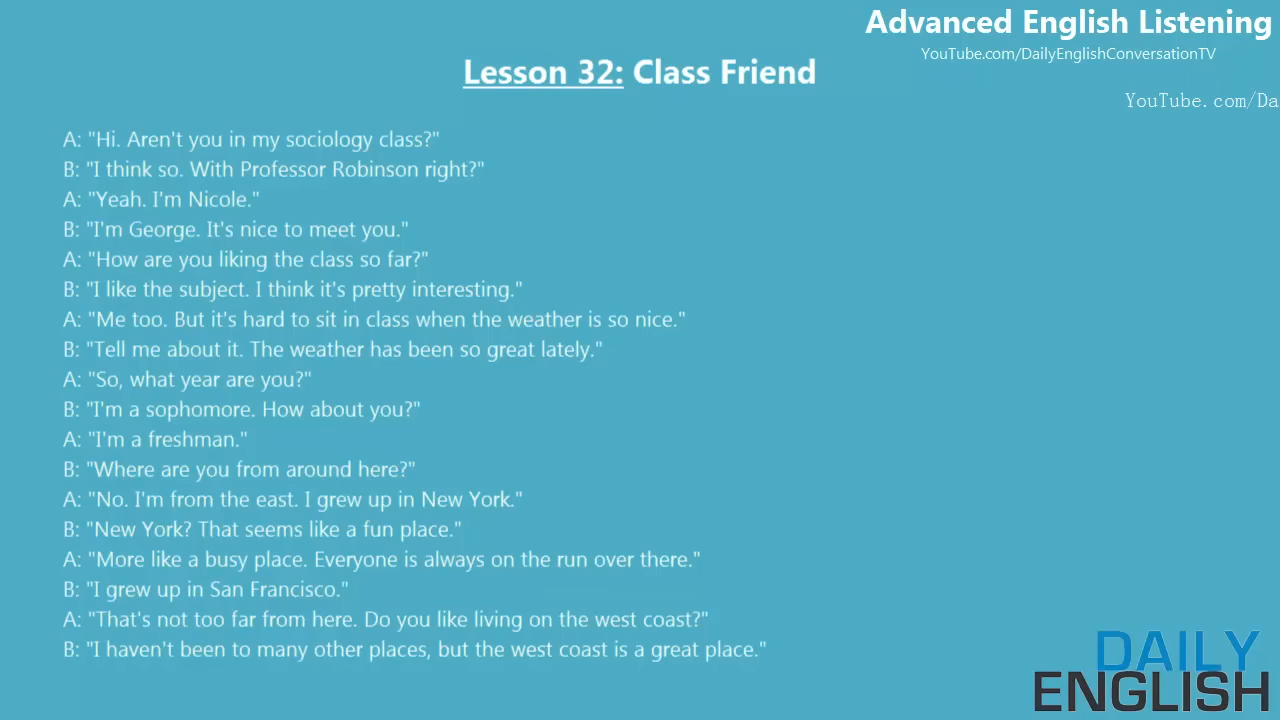 Advanced English Listening
YouTube.com/DailyEnglishConversationTV
Lesson 32: Class Friend
YouTube.com/Da
A: "Hi. Aren't you in my sociology class?"
B: "I think so. With Professor Robinson right?"
A: "Yeah. I'm Nicole."
B: "I'm George. It's nice to meet you."
A: "How are you liking the class so far?"
B: "I like the subject. I think it's pretty interesting."
A: "Me too. But it's hard to sit in class when the weather is so nice."
B: "Tell me about it. The weather has been so great lately."
A: "So, what year are you?"
B: "I'm a sophomore. How about you?"
A: "I'm a freshman."
B: "Where are you from around here?"
A: "No. I'm from the east. I grew up in New York."
B: "New York? That seems like a fun place."
A: "More like a busy place. Everyone is always on the run over there."
B: "I grew up in San Francisco."
A: "That's not too far from here. Do you like living on the west coast?"
B: "I haven't been to many other places, but the west coast is a great place."
DAILY
ENGLISH